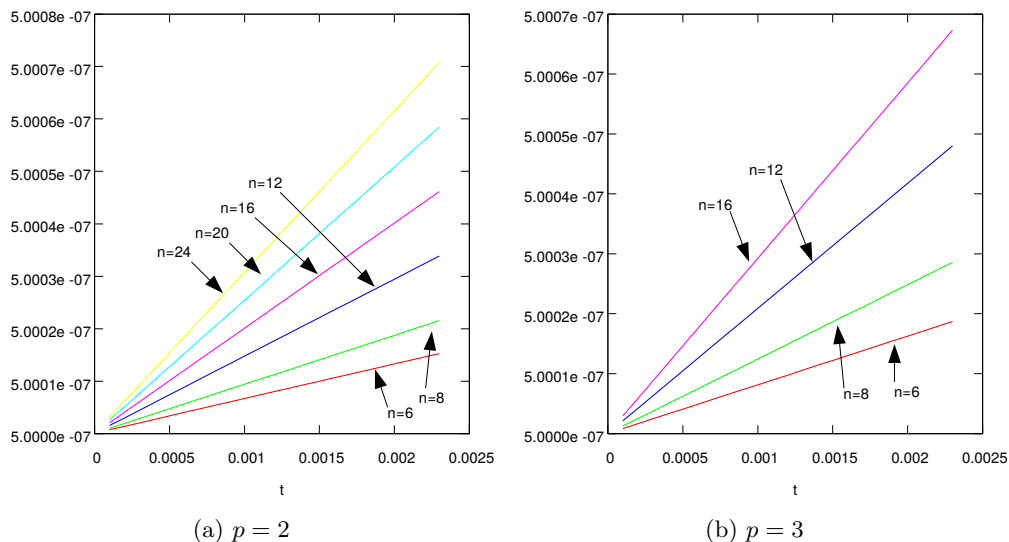 5.0008e -07
5.0007e -07
5.0006e -07
5.0005e -07
5.0004e -07
5.0003e -07
5.0002e -07
5.0001e -07
5.0000e -07
n=12
n=16
n=20
n=24
n=8
n=6
0 0.0005 0.001 0.0015 0.002 0.0025
t
(a) p = 2
5.0007e -07
5.0006e -07
5.0005e -07
5.0004e -07
5.0003e -07
5.0002e -07
5.0001e -07
5.0000e -07
n=12
n=16
n=8
n=6
0 0.0005 0.001 0.0015 0.002 0.0025
t
(b) p = 3